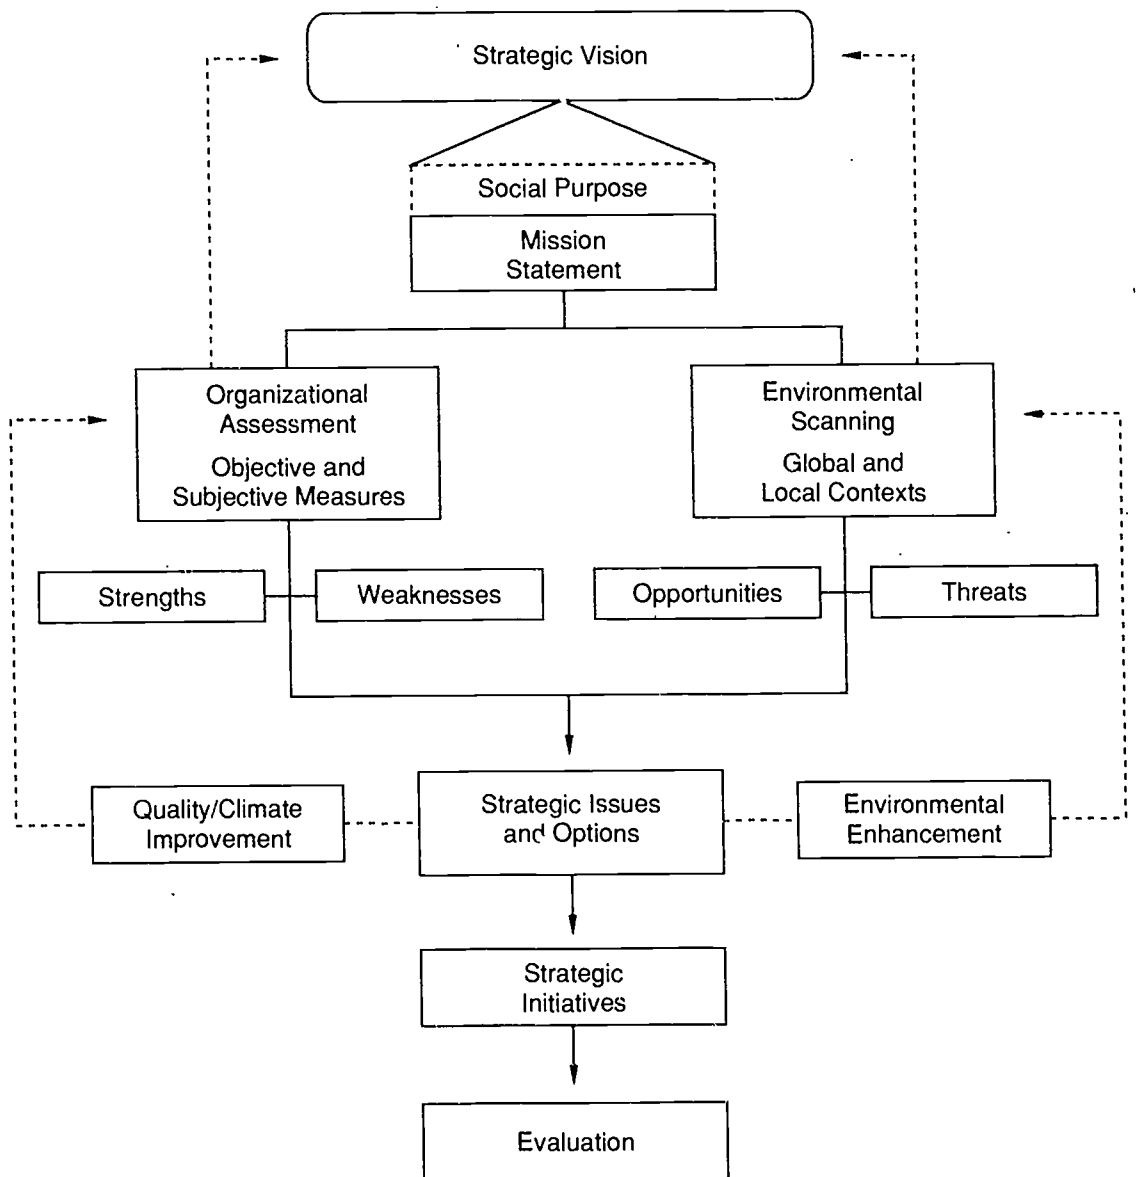 Strategic Vision
Social Purpose
Mission
Statement
Organizational
Assessment
Objective and
Subjective Measures
Environmental
Scanning
Global and
Local Contexts
Strengths
Weaknesses
Opportunities
Threats
Quality/Climate
Improvement
Strategic Issues
and Options
Environmental
Enhancement
Strategic
Initiatives
Evaluation